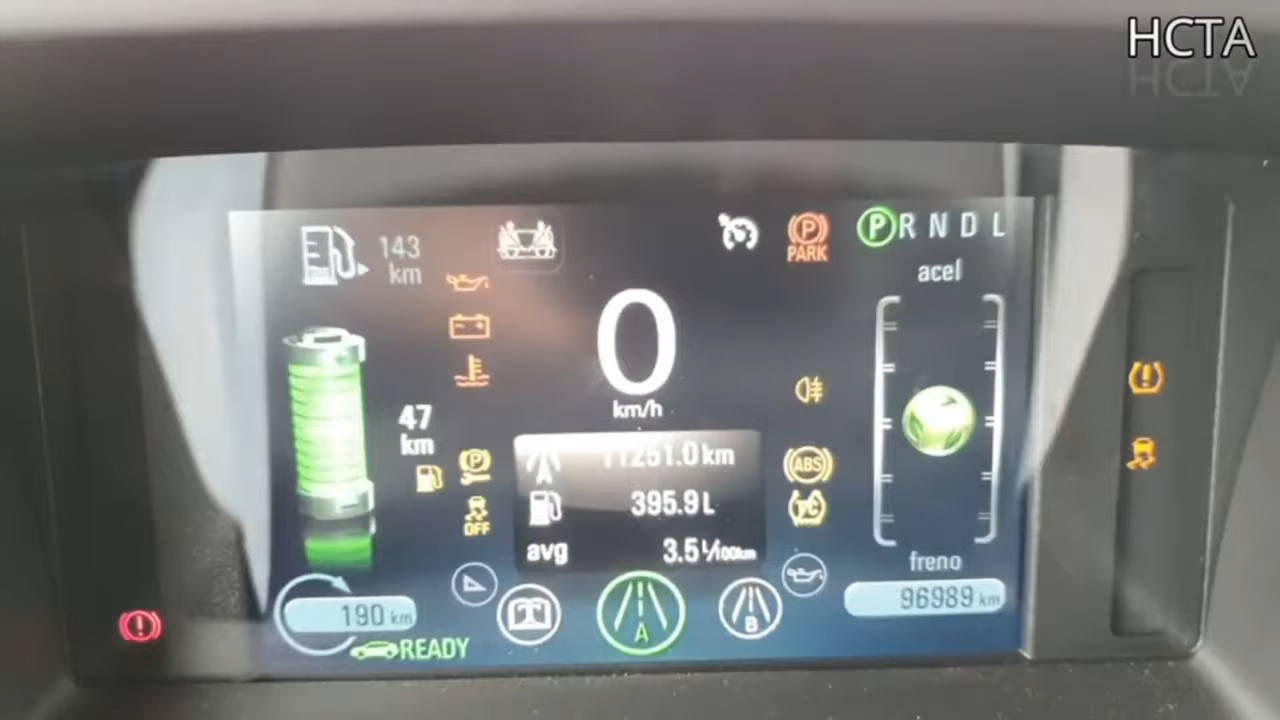 HCTA
143
km
PARK
P R N D L
acel
0
km/h
47
km
P
ABS
OFF
11251.0 km
395.9 L
avg 3.5 l/100km
freno
190 km
A
B
96989 km
READY